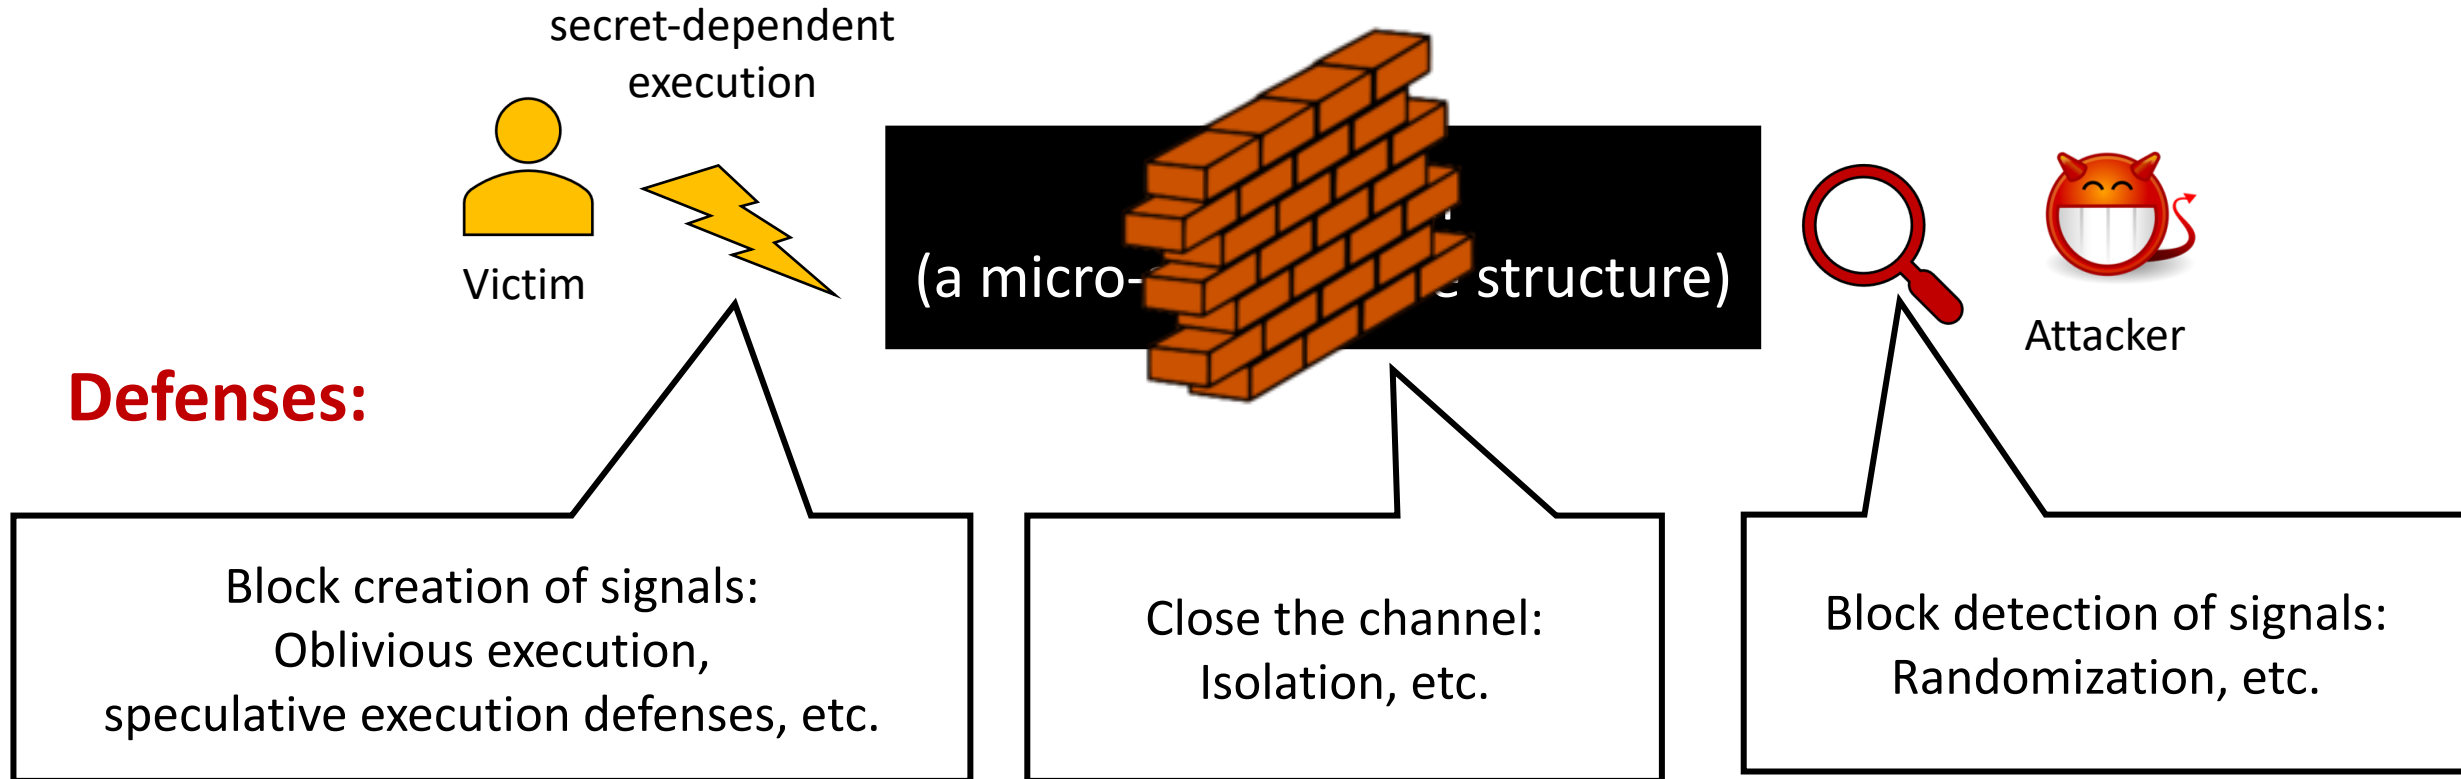 secret-dependent
execution
(a micro- structure)
Victim
Attacker
Defenses:
Block creation of signals:
Oblivious execution,
speculative execution defenses, etc.
Close the channel:
Isolation, etc.
Block detection of signals:
Randomization, etc.